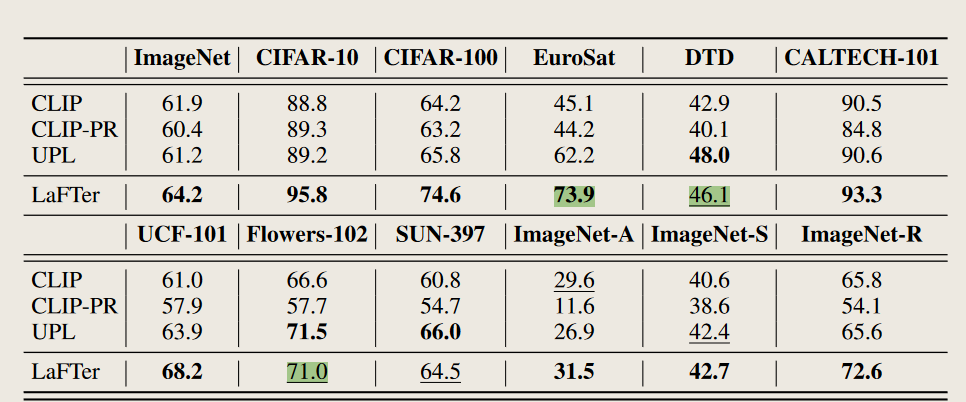 ImageNet CIFAR-10 CIFAR-100 EuroSat DTD CALTECH-101
CLIP 61.9 88.8 64.2 45.1 42.9 90.5
CLIP-PR 60.4 89.3 63.2 44.2 40.1 84.8
UPL 61.2 89.2 65.8 62.2 48.0 90.6
LaFTer 64.2 95.8 74.6 73.9 46.1 93.3
UCF-101 Flowers-102 SUN-397 ImageNet-A ImageNet-S ImageNet-R
CLIP 61.0 66.6 60.8 29.6 40.6 65.8
CLIP-PR 57.9 57.7 54.7 11.6 38.6 54.1
UPL 63.9 71.5 66.0 26.9 42.4 65.6
LaFTer 68.2 71.0 64.5 31.5 42.7 72.6